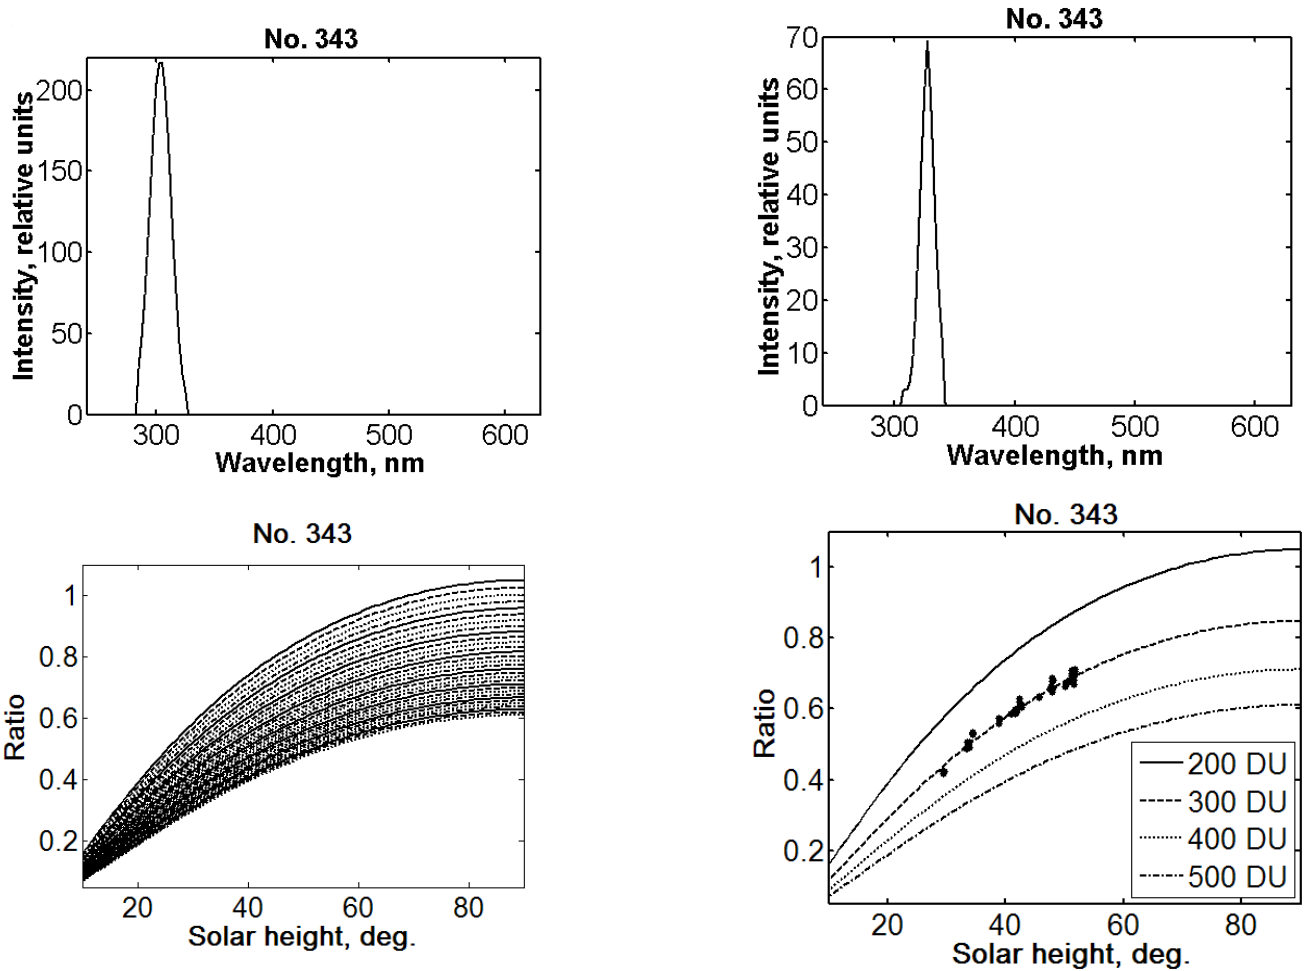 No. 343
Intensity, relative units
200
150
100
50
0
300 400 500 600
Wavelength, nm
No. 343
Intensity, relative units
70
60
50
40
30
20
10
0
300 400 500 600
Wavelength, nm
No. 343
Ratio
1
0.8
0.6
0.4
0.2
20 40 60 80
Solar height, deg.
No. 343
Ratio
1
0.8
0.6
0.4
0.2
200 DU
300 DU
400 DU
500 DU
20 40 60 80
Solar height, deg.